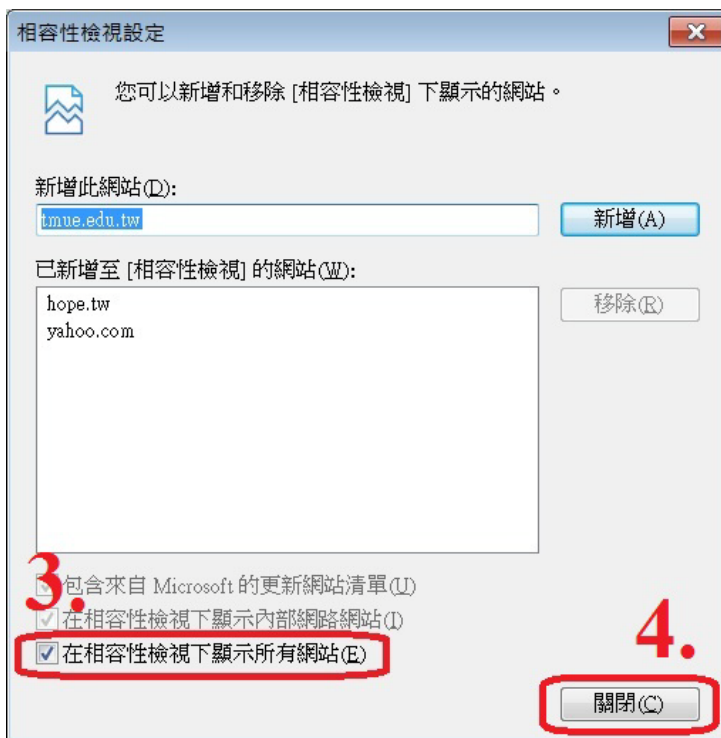 相容性檢視設定
您可以新增和移除 [相容性檢視] 下顯示的網站。
新增此網站(D):
tmue.edu.tw
新增(A)
已新增至 [相容性檢視] 的網站(W):
hope.tw
yahoo.com
移除(R)
3.
包含來自 Microsoft 的更新網站清單(U)
在相容性檢視下顯示內部網路網站(I)
在相容性檢視下顯示所有網站(E)
4.
關閉(C)